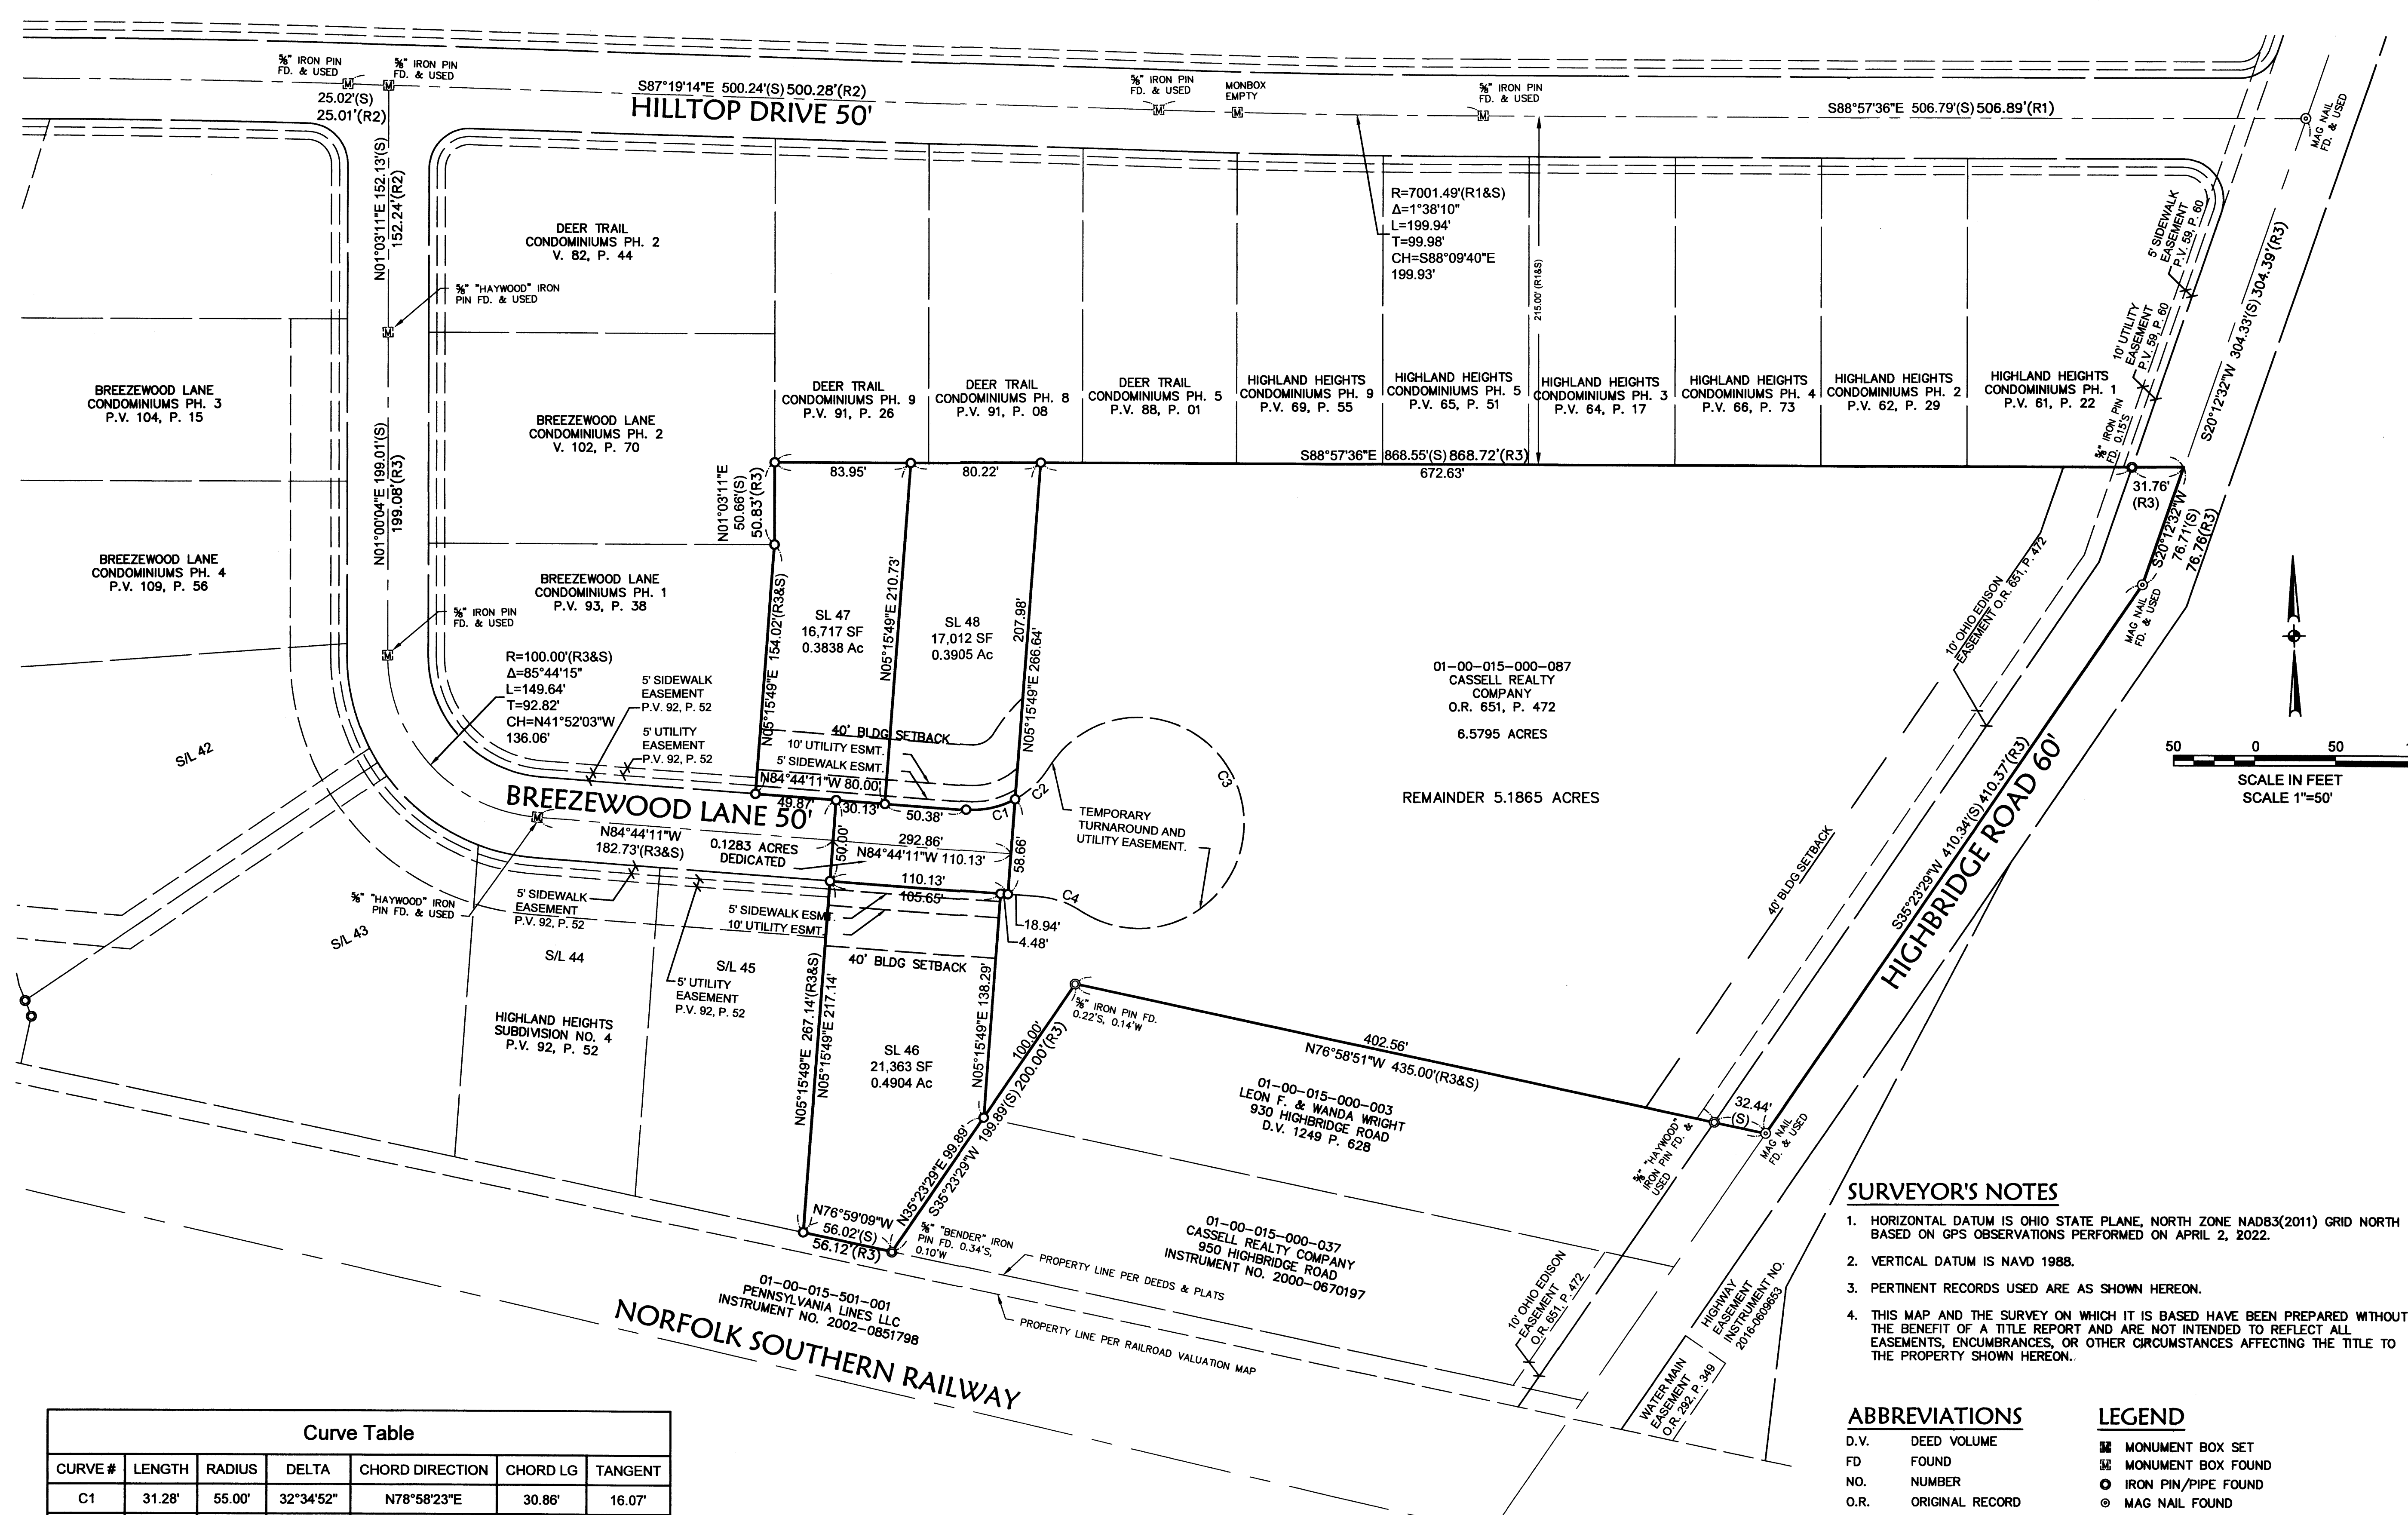 ⅝" IRON PIN
FD. & USED
⅝" IRON PIN
FD. & USED
25.02'(S)
25.01'(R2)
S87°19'14"E 500.24'(S) 500.28'(R2)
HILLTOP DRIVE 50'
⅝" IRON PIN
FD. & USED
MONBOX
EMPTY
⅝" IRON PIN
FD. & USED
S88°57'36"E 506.79'(S) 506.89'(R1)
MAG NAIL
FD. & USED
N01°03'11"E 152.13'(S)
152.24'(R2)
DEER TRAIL
CONDOMINIUMS PH. 2
V. 82, P. 44
⅝" "HAYWOOD" IRON
PIN FD. & USED
R=7001.49'(R1&S)
Δ=1°38'10"
L=199.94'
T=99.98'
CH=S88°09'40"E
199.93'
215.00' (R1&S)
5' SIDEWALK
EASEMENT
P.V. 59, P. 60
10' UTILITY
EASEMENT
P.V. 59, P. 60
S20°12'32"W 304.33'(S) 304.39'(R3)
BREEZEWOOD LANE
CONDOMINIUMS PH. 3
P.V. 104, P. 15
BREEZEWOOD LANE
CONDOMINIUMS PH. 2
V. 102, P. 70
DEER TRAIL
CONDOMINIUMS PH. 9
P.V. 91, P. 26
DEER TRAIL
CONDOMINIUMS PH. 8
P.V. 91, P. 08
DEER TRAIL
CONDOMINIUMS PH. 5
P.V. 88, P. 01
HIGHLAND HEIGHTS
CONDOMINIUMS PH. 9
P.V. 69, P. 55
HIGHLAND HEIGHTS
CONDOMINIUMS PH. 5
P.V. 65, P. 51
HIGHLAND HEIGHTS
CONDOMINIUMS PH. 3
P.V. 64, P. 17
HIGHLAND HEIGHTS
CONDOMINIUMS PH. 4
P.V. 66, P. 73
HIGHLAND HEIGHTS
CONDOMINIUMS PH. 2
P.V. 62, P. 29
HIGHLAND HEIGHTS
CONDOMINIUMS PH. 1
P.V. 61, P. 22
⅝" IRON PIN
FD. 0.15'S
N01°00'04"E 199.01'(S)
199.08'(R3)
N01°03'11"E
50.66'(S)
50.83'(R3)
83.95'
80.22'
S88°57'36"E 868.55'(S) 868.72'(R3)
672.63'
31.76'
(R3)
S20°12'32"W
76.71'(S)
76.76'(R3)
MAG NAIL
FD. & USED
BREEZEWOOD LANE
CONDOMINIUMS PH. 4
P.V. 109, P. 56
BREEZEWOOD LANE
CONDOMINIUMS PH. 1
P.V. 93, P. 38
⅝" IRON PIN
FD. & USED
N05°15'49"E 154.02'(R3&S)
SL 47
16,717 SF
0.3838 Ac
N05°15'49"E 210.73'
SL 48
17,012 SF
0.3905 Ac
207.98'
N05°15'49"E 266.64'
10' OHIO EDISON
EASEMENT O.R. 651, P. 472
01-00-015-000-087
CASSELL REALTY
COMPANY
O.R. 651, P. 472
6.5795 ACRES
REMAINDER 5.1865 ACRES
R=100.00'(R3&S)
Δ=85°44'15"
L=149.64'
T=92.82'
CH=N41°52'03"W
136.06'
5' SIDEWALK
EASEMENT
P.V. 92, P. 52
5' UTILITY
EASEMENT
P.V. 92, P. 52
40' BLDG SETBACK
10' UTILITY ESMT.
5' SIDEWALK ESMT.
N84°44'11"W 80.00'
49.87'
30.13'
50.38'
C1
C2
C3
TEMPORARY
TURNAROUND AND
UTILITY EASEMENT.
S/L 42
BREEZEWOOD LANE 50'
N84°44'11"W
182.73'(R3&S)
0.1283 ACRES
DEDICATED
50.00'
292.86'
N84°44'11"W 110.13'
58.66'
110.13'
105.65'
C4
18.94'
4.48'
40' BLDG SETBACK
S35°23'29"W 410.34'(S) 410.37' (R3)
HIGHBRIDGE ROAD 60'
50 0 50
SCALE IN FEET
SCALE 1"=50'
⅝" "HAYWOOD" IRON
PIN FD. & USED
5' SIDEWALK
EASEMENT
P.V. 92, P. 52
5' SIDEWALK ESMT.
10' UTILITY ESMT.
S/L 43
S/L 44
S/L 45
40' BLDG SETBACK
5' UTILITY
EASEMENT
P.V. 92, P. 52
HIGHLAND HEIGHTS
SUBDIVISION NO. 4
P.V. 92, P. 52
N05°15'49"E 267.14'(R3&S)
N05°15'49"E 217.14'
SL 46
21,363 SF
0.4904 Ac
N05°15'49"E 138.29'
⅝" IRON PIN FD.
0.22'S, 0.14'W
100.00'
N35°23'29"E 99.89'
S35°23'29"W 199.89'(S) 200.00'(R3)
402.56'
N76°58'51"W 435.00'(R3&S)
01-00-015-000-003
LEON F. & WANDA WRIGHT
930 HIGHBRIDGE ROAD
D.V. 1249 P. 628
32.44'
(S)
⅝" "HAYWOOD"
IRON PIN FD. &
USED
MAG NAIL
FD. & USED
N76°59'09"W
56.02'(S)
56.12'(R3)
⅝" "BENDER" IRON
PIN FD. 0.34'S,
0.10'W
PROPERTY LINE PER DEEDS & PLATS
01-00-015-000-037
CASSELL REALTY COMPANY
950 HIGHBRIDGE ROAD
INSTRUMENT NO. 2000-0670197
01-00-015-501-001
PENNSYLVANIA LINES LLC
INSTRUMENT NO. 2002-0851798
NORFOLK SOUTHERN RAILWAY
PROPERTY LINE PER RAILROAD VALUATION MAP
10' OHIO EDISON
EASEMENT
O.R. 651, P. 472
HIGHWAY
EASEMENT
INSTRUMENT NO.
2016-0609653
WATER MAIN
EASEMENT
O.R. 292, P. 349
SURVEYOR'S NOTES
1. HORIZONTAL DATUM IS OHIO STATE PLANE, NORTH ZONE NAD83(2011) GRID NORTH
BASED ON GPS OBSERVATIONS PERFORMED ON APRIL 2, 2022.
2. VERTICAL DATUM IS NAVD 1988.
3. PERTINENT RECORDS USED ARE AS SHOWN HEREON.
4. THIS MAP AND THE SURVEY ON WHICH IT IS BASED HAVE BEEN PREPARED WITHOUT
THE BENEFIT OF A TITLE REPORT AND ARE NOT INTENDED TO REFLECT ALL
EASEMENTS, ENCUMBRANCES, OR OTHER CIRCUMSTANCES AFFECTING THE TITLE TO
THE PROPERTY SHOWN HEREON.
Curve Table
CURVE # LENGTH RADIUS DELTA CHORD DIRECTION CHORD LG TANGENT
C1 31.28' 55.00' 32°34'52" N78°58'23"E 30.86' 16.07'
ABBREVIATIONS
D.V. DEED VOLUME
FD FOUND
NO. NUMBER
O.R. ORIGINAL RECORD
LEGEND
MONUMENT BOX SET
MONUMENT BOX FOUND
IRON PIN/PIPE FOUND
MAG NAIL FOUND